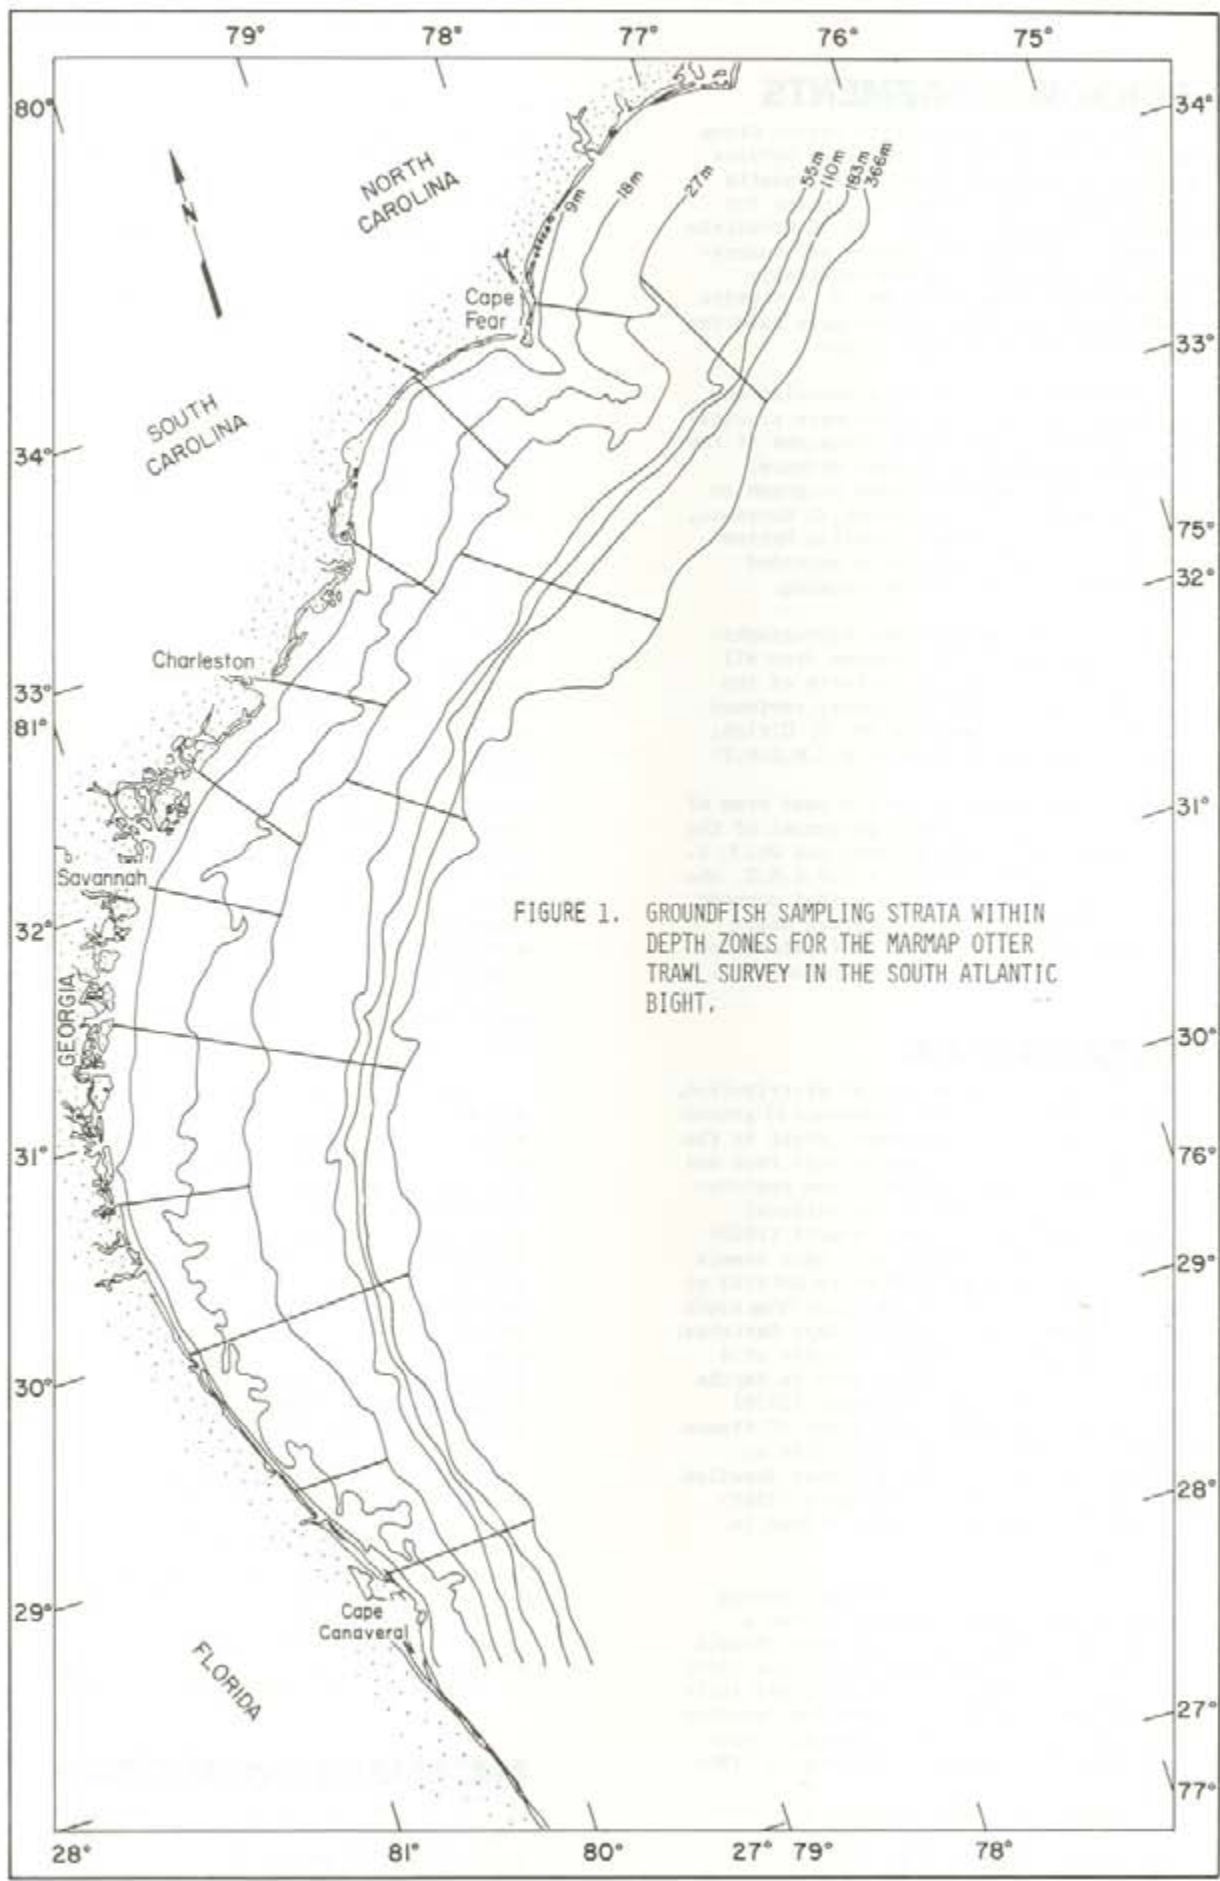 79° 78° 77° 76° 75°
80°
34°
NORTH
CAROLINA
N
9m 18m 27m 55m 110m 183m 366m
Cape
Fear
33°
SOUTH
CAROLINA
34°
75°
32°
Charleston
33°
81°
31°
Savannah
32°
FIGURE 1. GROUNDFISH SAMPLING STRATA WITHIN
DEPTH ZONES FOR THE MARMAP OTTER
TRAWL SURVEY IN THE SOUTH ATLANTIC
BIGHT.
GEORGIA
30°
31°
76°
29°
30°
28°
29°
Cape
Canaveral
FLORIDA
27°
77°
28° 81° 80° 27° 79° 78°